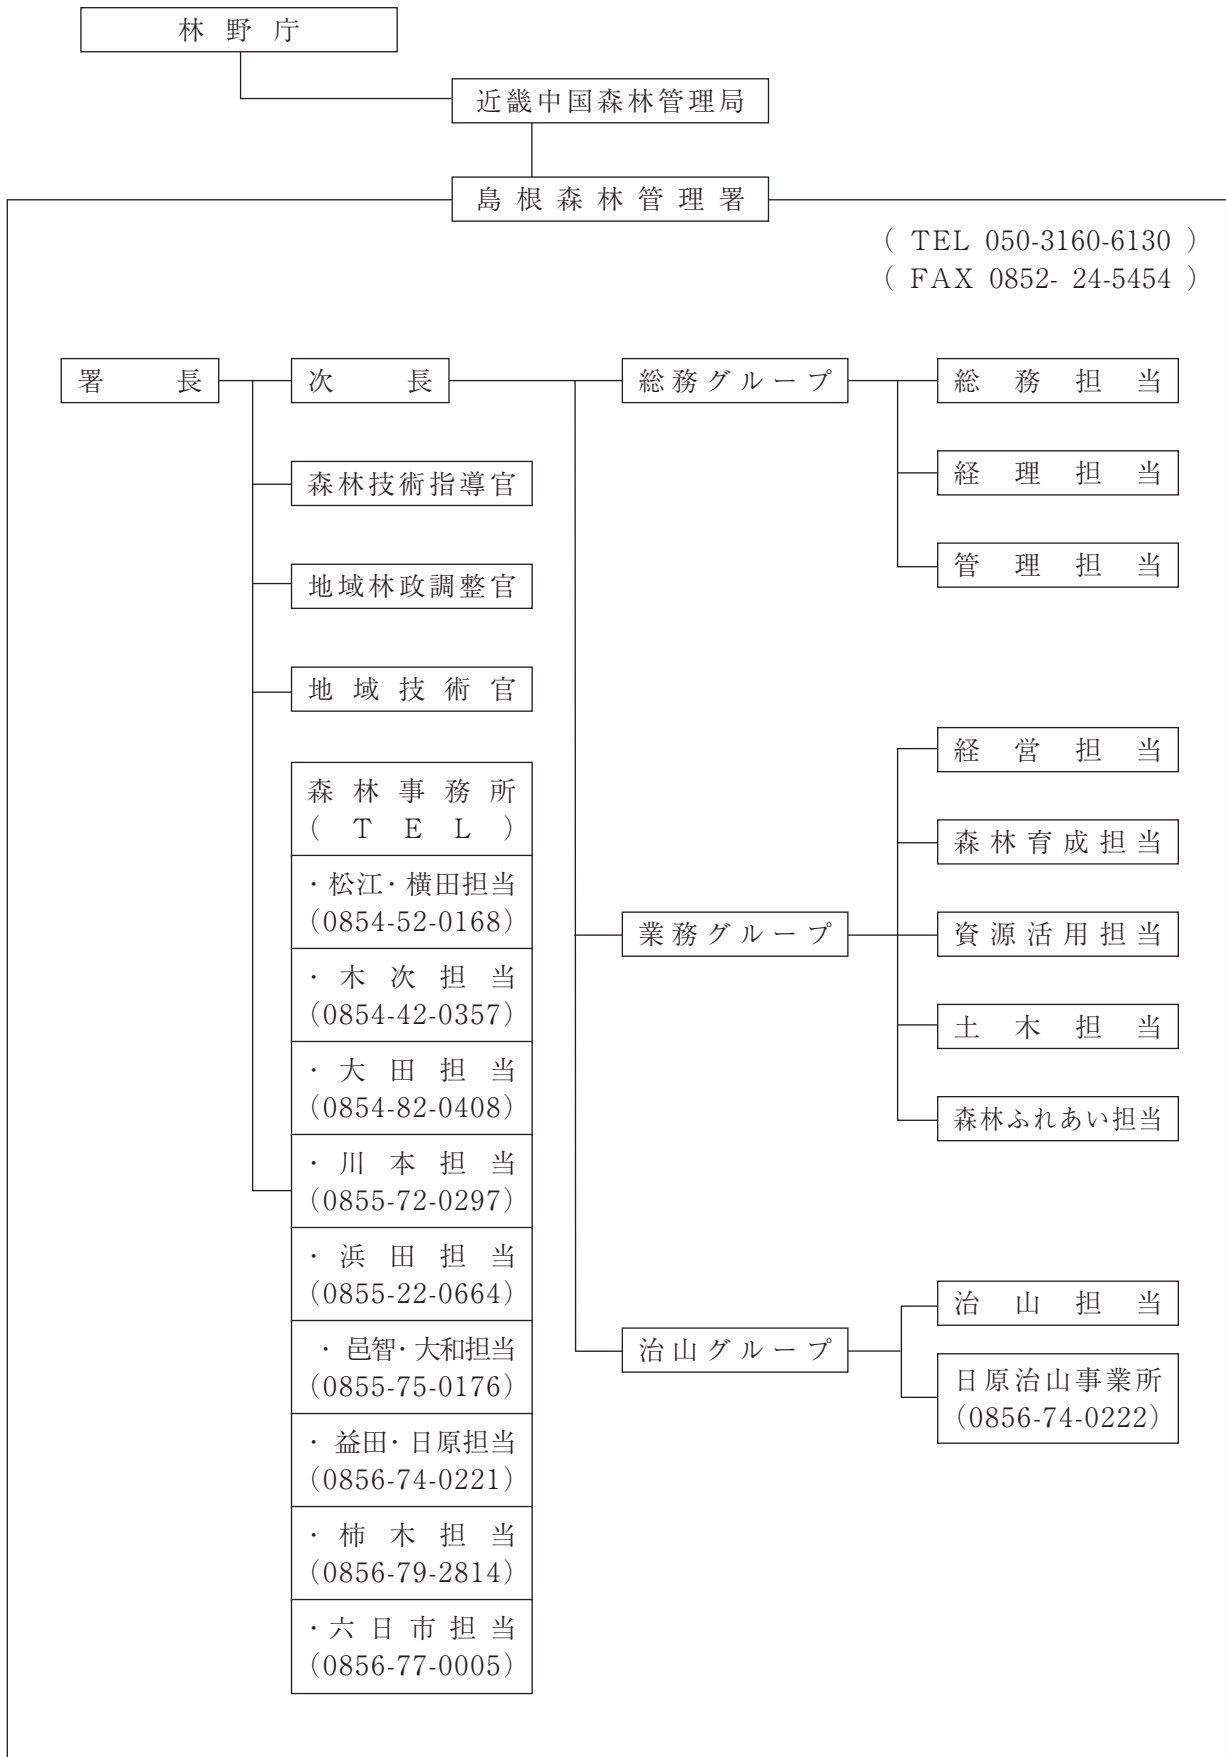 林野庁
近畿中国森林管理局
島根森林管理署
( TEL 050-3160-6130 )
( FAX 0852- 24-5454 )
署長
次長
森林技術指導官
地域林政調整官
地域技術官
森林事務所
(TEL)
・松江・横田担当
(0854-52-0168)
・木次担当
(0854-42-0357)
・大田担当
(0854-82-0408)
・川本担当
(0855-72-0297)
・浜田担当
(0855-22-0664)
・邑智・大和担当
(0855-75-0176)
・益田・日原担当
(0856-74-0221)
・柿木担当
(0856-79-2814)
・六日市担当
(0856-77-0005)
総務グループ
総務担当
経理担当
管理担当
業務グループ
経営担当
森林育成担当
資源活用担当
土木担当
森林ふれあい担当
治山グループ
治山担当
日原治山事業所
(0856-74-0222)